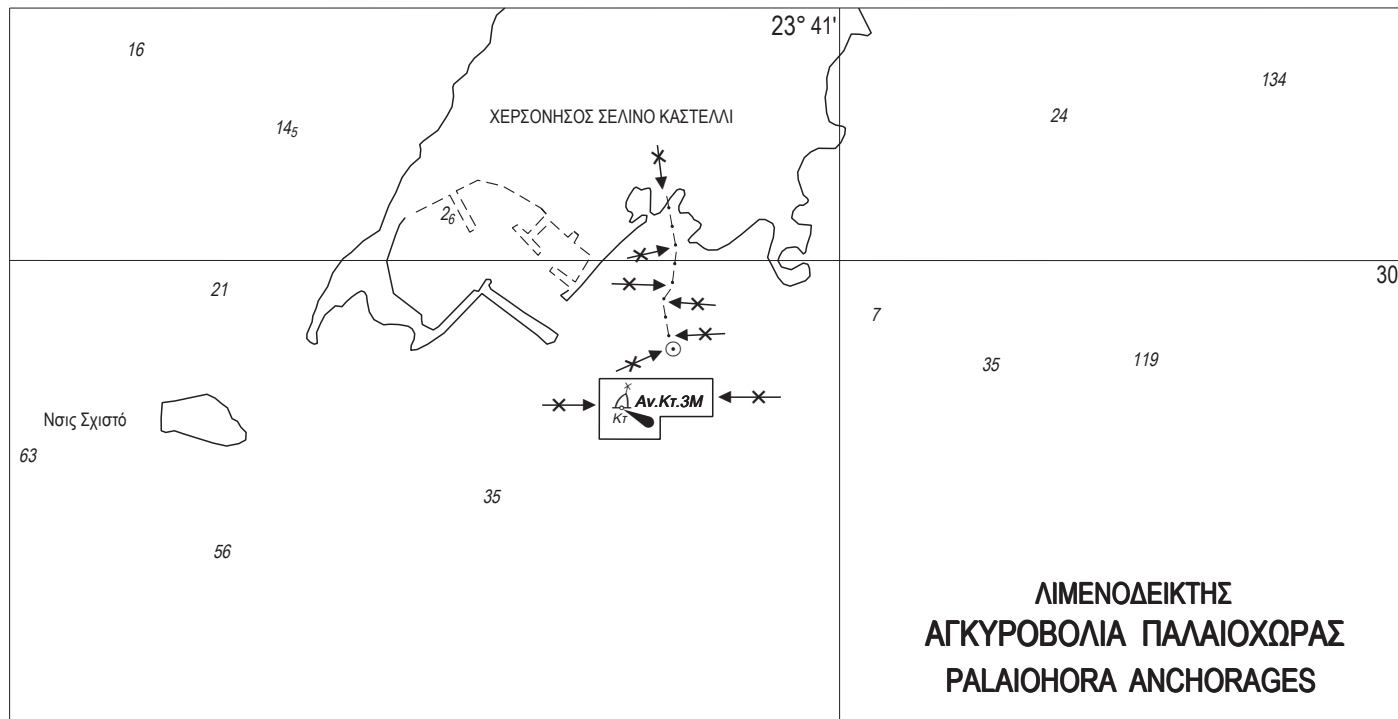 23° 41'
16
134
ΧΕΡΣΟΝΗΣΟΣ ΣΕΛΙΝΟ ΚΑΣΤΕΛΛΙ
24
14₅
2₆
30
21
7
35
119
Αν.Κτ.3Μ
Κτ
Νσις Σχιστό
63
35
56
ΛΙΜΕΝΟΔΕΙΚΤΗΣ
ΑΓΚΥΡΟΒΟΛΙΑ ΠΑΛΑΙΟΧΩΡΑΣ
PALAIOHORA ANCHORAGES